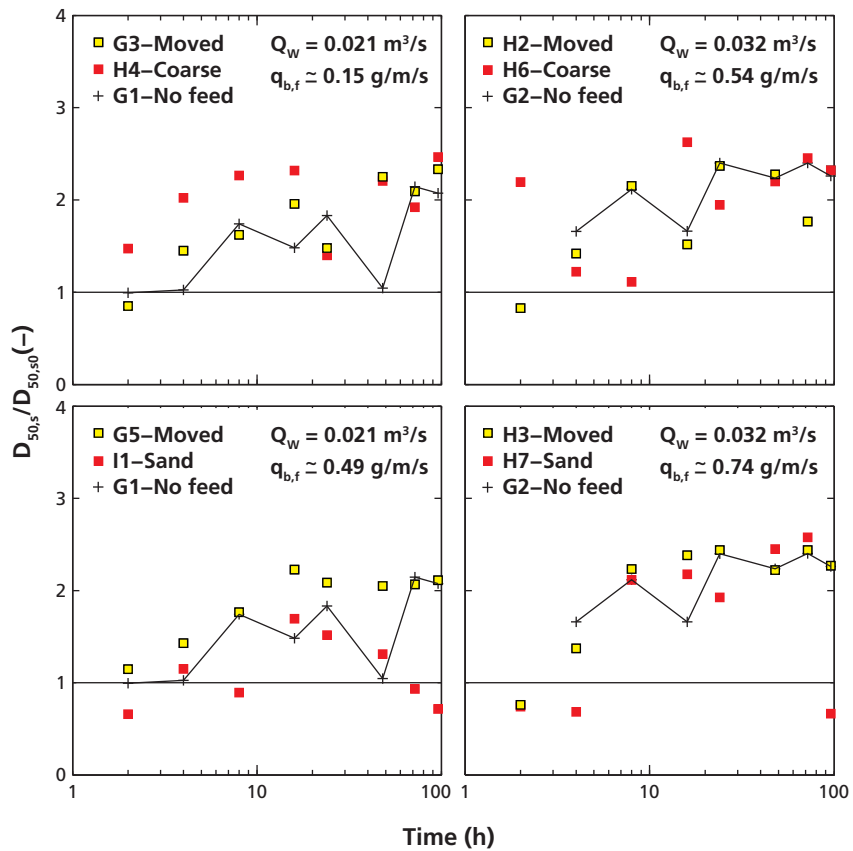 G3–Moved
H4–Coarse
G1–No feed
Q_W = 0.021 m³/s
q_b,f ≃ 0.15 g/m/s
H2–Moved
H6–Coarse
G2–No feed
Q_W = 0.032 m³/s
q_b,f ≃ 0.54 g/m/s
4
3
2
1
0
D_50,s/D_50,s0(–)
G5–Moved
I1–Sand
G1–No feed
Q_W = 0.021 m³/s
q_b,f ≃ 0.49 g/m/s
H3–Moved
H7–Sand
G2–No feed
Q_W = 0.032 m³/s
q_b,f ≃ 0.74 g/m/s
4
3
2
1
0
1 10 100
1 10 100
Time (h)